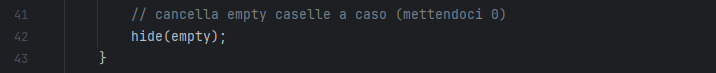 41 // cancella empty caselle a caso (mettendoci 0)
42 hide(empty);
43 }